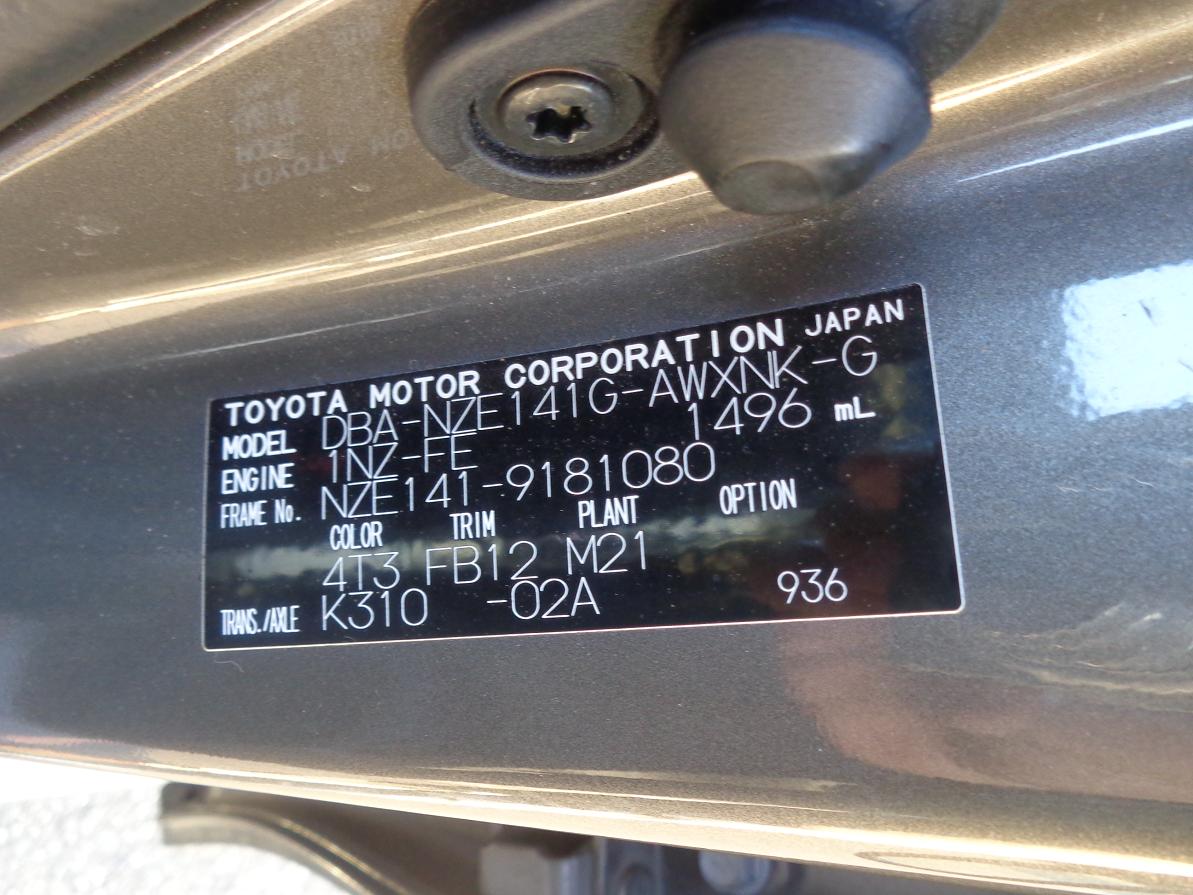 TOYOTA MOTOR CORPORATION JAPAN
MODEL DBA-NZE141G-AWXNK-G
ENGINE 1NZ-FE 1496 mL
FRAME No. NZE141-9181080
COLOR TRIM PLANT OPTION
4T3 FB12 M21
TRANS./AXLE K310 -02A 936